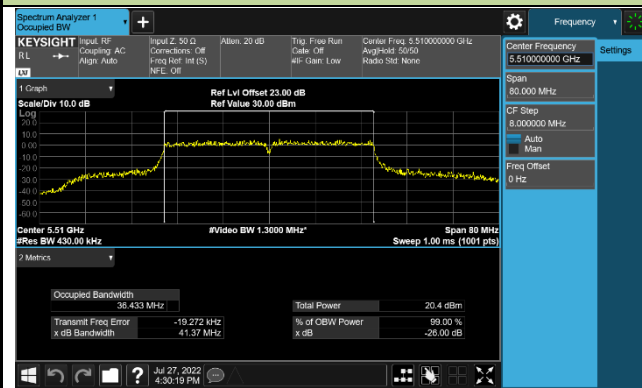 Spectrum Analyzer 1
Occupied BW
Frequency
KEYSIGHT
RL
LXI
Input: RF
Coupling: AC
Align: Auto
Input Z: 50 Ω
Corrections: Off
Freq Ref: Int (S)
NFE: Off
Atten: 20 dB
Trig: Free Run
Gate: Off
#IF Gain: Low
Center Freq: 5.510000000 GHz
Avg|Hold: 50/50
Radio Std: None
Center Frequency
5.510000000 GHz
Settings
Span
80.000 MHz
CF Step
8.000000 MHz
Auto
Man
Freq Offset
0 Hz
1 Graph
Scale/Div 10.0 dB
Ref Lvl Offset 23.00 dB
Ref Value 30.00 dBm
Log
20.0
10.0
0.00
-10.0
-20.0
-30.0
-40.0
-50.0
-60.0
Center 5.51 GHz
#Res BW 430.00 kHz
#Video BW 1.3000 MHz*
Span 80 MHz
Sweep 1.00 ms (1001 pts)
2 Metrics
Occupied Bandwidth
36.433 MHz
Total Power 20.4 dBm
Transmit Freq Error -19.272 kHz
% of OBW Power 99.00 %
x dB Bandwidth 41.37 MHz
x dB -26.00 dB
?
Jul 27, 2022
4:30:19 PM